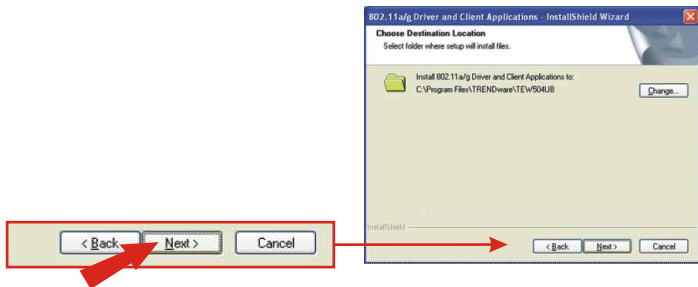 802.11a/g Driver and Client Applications - InstallShield Wizard
Choose Destination Location
Select folder where setup will install files.
Install 802.11a/g Driver and Client Applications to:
C:\Program Files\TRENDware\TEW504UB
Change...
InstallShield
< Back Next > Cancel
< Back Next > Cancel